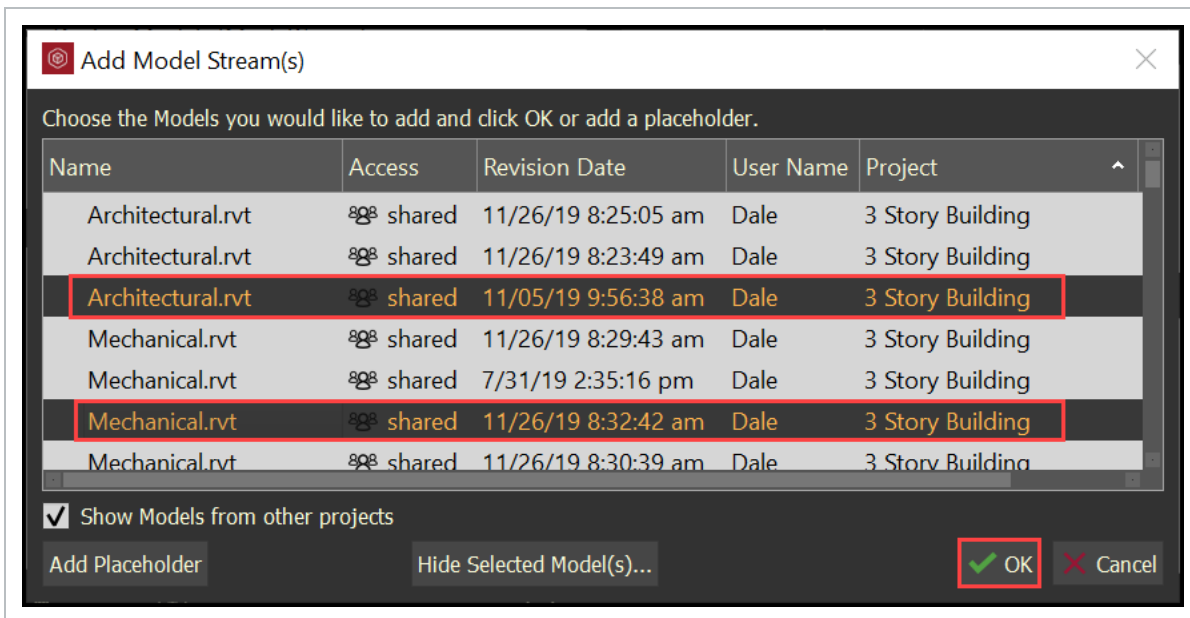 Add Model Stream(s)
Choose the Models you would like to add and click OK or add a placeholder.
Name Access Revision Date User Name Project
Architectural.rvt shared 11/26/19 8:25:05 am Dale 3 Story Building
Architectural.rvt shared 11/26/19 8:23:49 am Dale 3 Story Building
Architectural.rvt shared 11/05/19 9:56:38 am Dale 3 Story Building
Mechanical.rvt shared 11/26/19 8:29:43 am Dale 3 Story Building
Mechanical.rvt shared 7/31/19 2:35:16 pm Dale 3 Story Building
Mechanical.rvt shared 11/26/19 8:32:42 am Dale 3 Story Building
Mechanical.rvt shared 11/26/19 8:30:39 am Dale 3 Story Building
Show Models from other projects
Add Placeholder Hide Selected Model(s)... OK Cancel